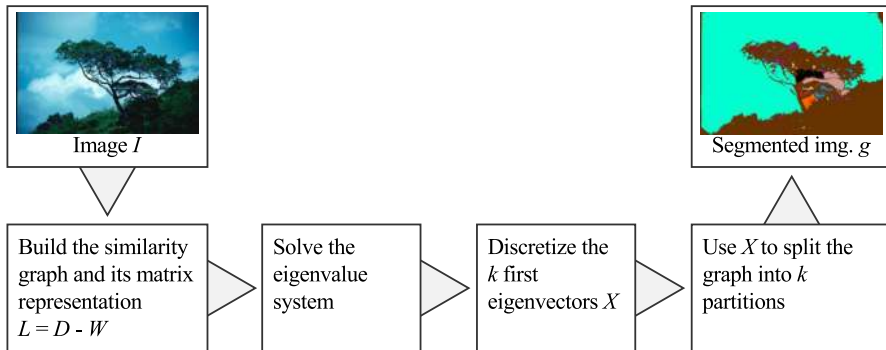 Image I
Segmented img. g
Build the similarity
graph and its matrix
representation
L = D - W
Solve the
eigenvalue
system
Discretize the
k first
eigenvectors X
Use X to split the
graph into k
partitions